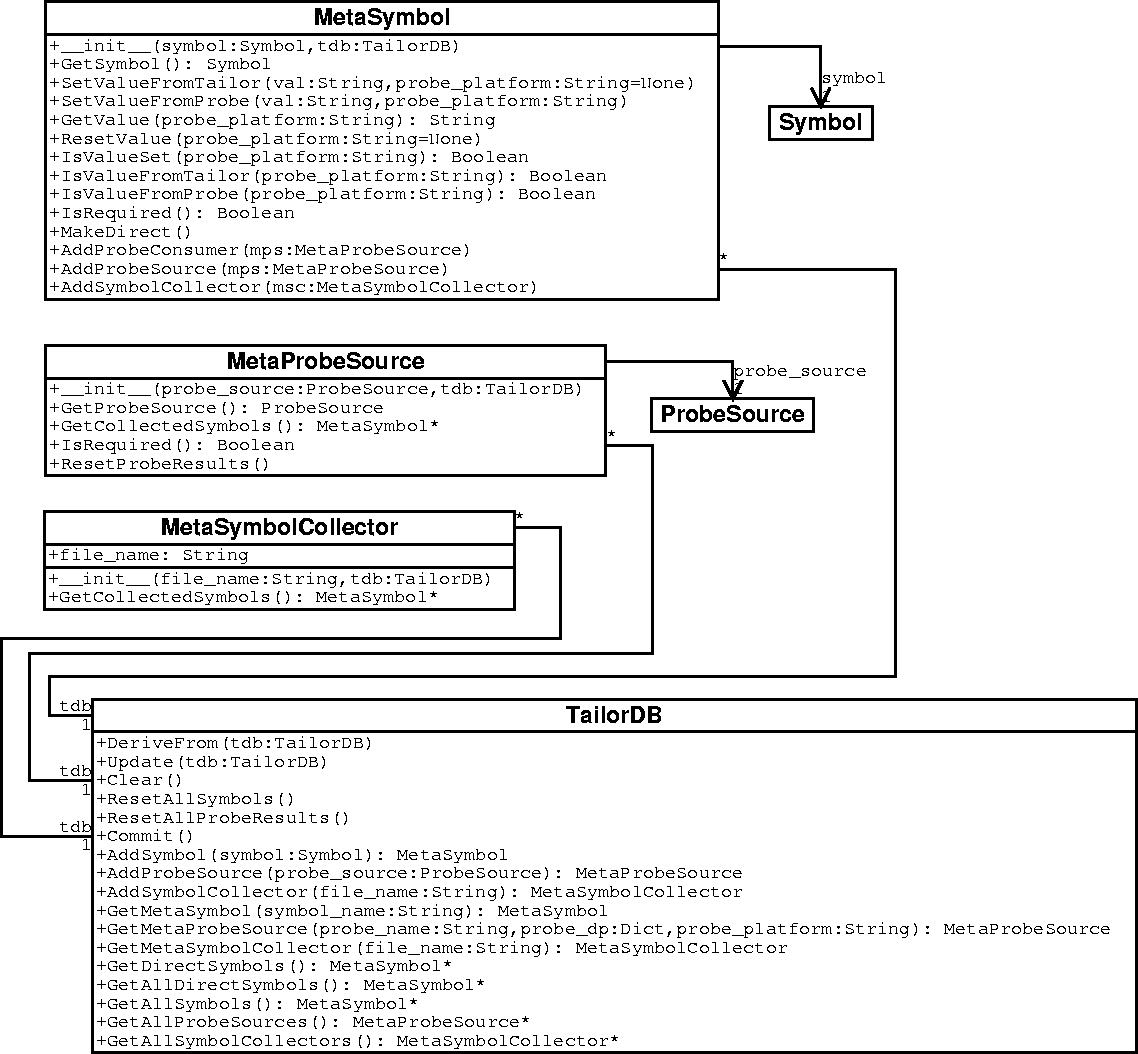 MetaSymbol
+__init__(symbol:Symbol,tdb:TailorDB)
+GetSymbol(): Symbol
+SetValueFromTailor(val:String,probe_platform:String=None)
+SetValueFromProbe(val:String,probe_platform:String)
+GetValue(probe_platform:String): String
+ResetValue(probe_platform:String=None)
+IsValueSet(probe_platform:String): Boolean
+IsValueFromTailor(probe_platform:String): Boolean
+IsValueFromProbe(probe_platform:String): Boolean
+IsRequired(): Boolean
+MakeDirect()
+AddProbeConsumer(mps:MetaProbeSource)
+AddProbeSource(mps:MetaProbeSource)
+AddSymbolCollector(msc:MetaSymbolCollector)
symbol
Symbol
*
MetaProbeSource
+__init__(probe_source:ProbeSource,tdb:TailorDB)
+GetProbeSource(): ProbeSource
+GetCollectedSymbols(): MetaSymbol*
+IsRequired(): Boolean
+ResetProbeResults()
probe_source
ProbeSource
*
MetaSymbolCollector
+file_name: String
+__init__(file_name:String,tdb:TailorDB)
+GetCollectedSymbols(): MetaSymbol*
*
tdb
1
tdb
1
tdb
1
TailorDB
+DeriveFrom(tdb:TailorDB)
+Update(tdb:TailorDB)
+Clear()
+ResetAllSymbols()
+ResetAllProbeResults()
+Commit()
+AddSymbol(symbol:Symbol): MetaSymbol
+AddProbeSource(probe_source:ProbeSource): MetaProbeSource
+AddSymbolCollector(file_name:String): MetaSymbolCollector
+GetMetaSymbol(symbol_name:String): MetaSymbol
+GetMetaProbeSource(probe_name:String,probe_dp:Dict,probe_platform:String): MetaProbeSource
+GetMetaSymbolCollector(file_name:String): MetaSymbolCollector
+GetDirectSymbols(): MetaSymbol*
+GetAllDirectSymbols(): MetaSymbol*
+GetAllSymbols(): MetaSymbol*
+GetAllProbeSources(): MetaProbeSource*
+GetAllSymbolCollectors(): MetaSymbolCollector*